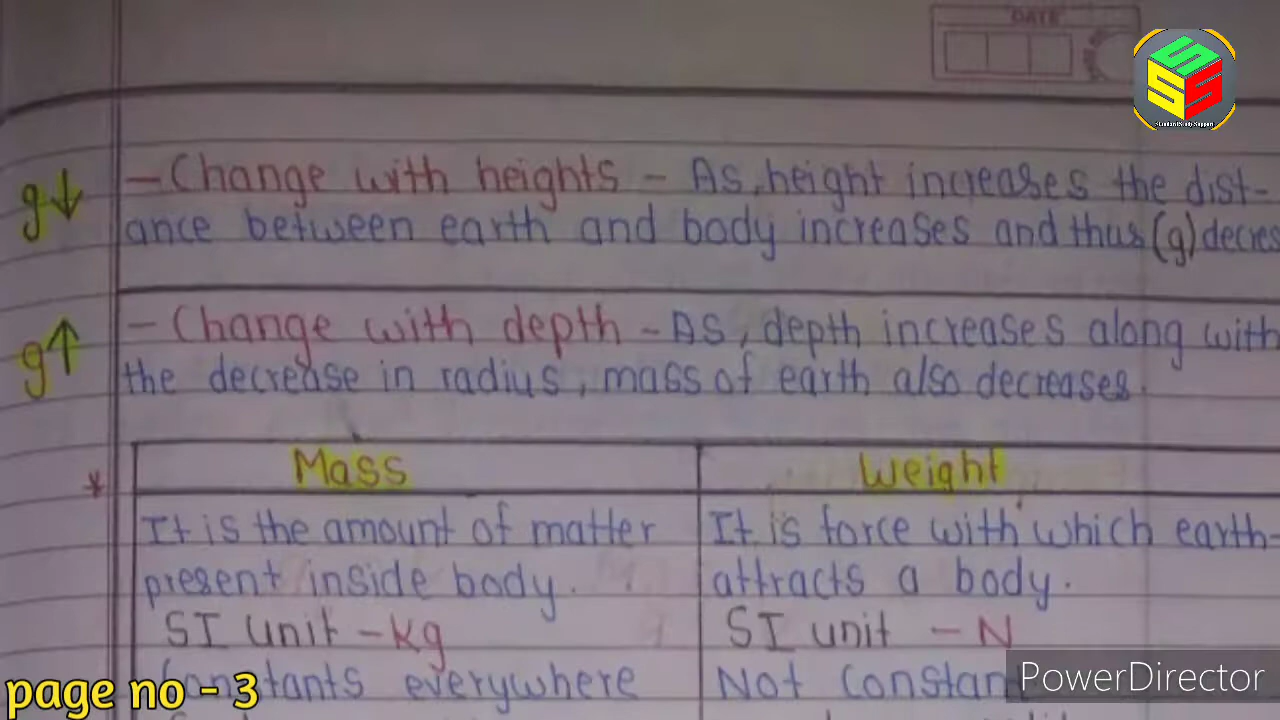 DATE
g↓
— Change with heights – As, height increases the dist-
ance between earth and body increases and thus (g) decres
g↑
— Change with depth – As, depth increases along with
the decrease in radius, mass of earth also decreases.
* Mass
Weight
It is the amount of matter
present inside body.
SI unit – Kg
Constants everywhere
It is force with which earth-
attracts a body.
SI unit – N
Not Constant
page no - 3
PowerDirector
SSS